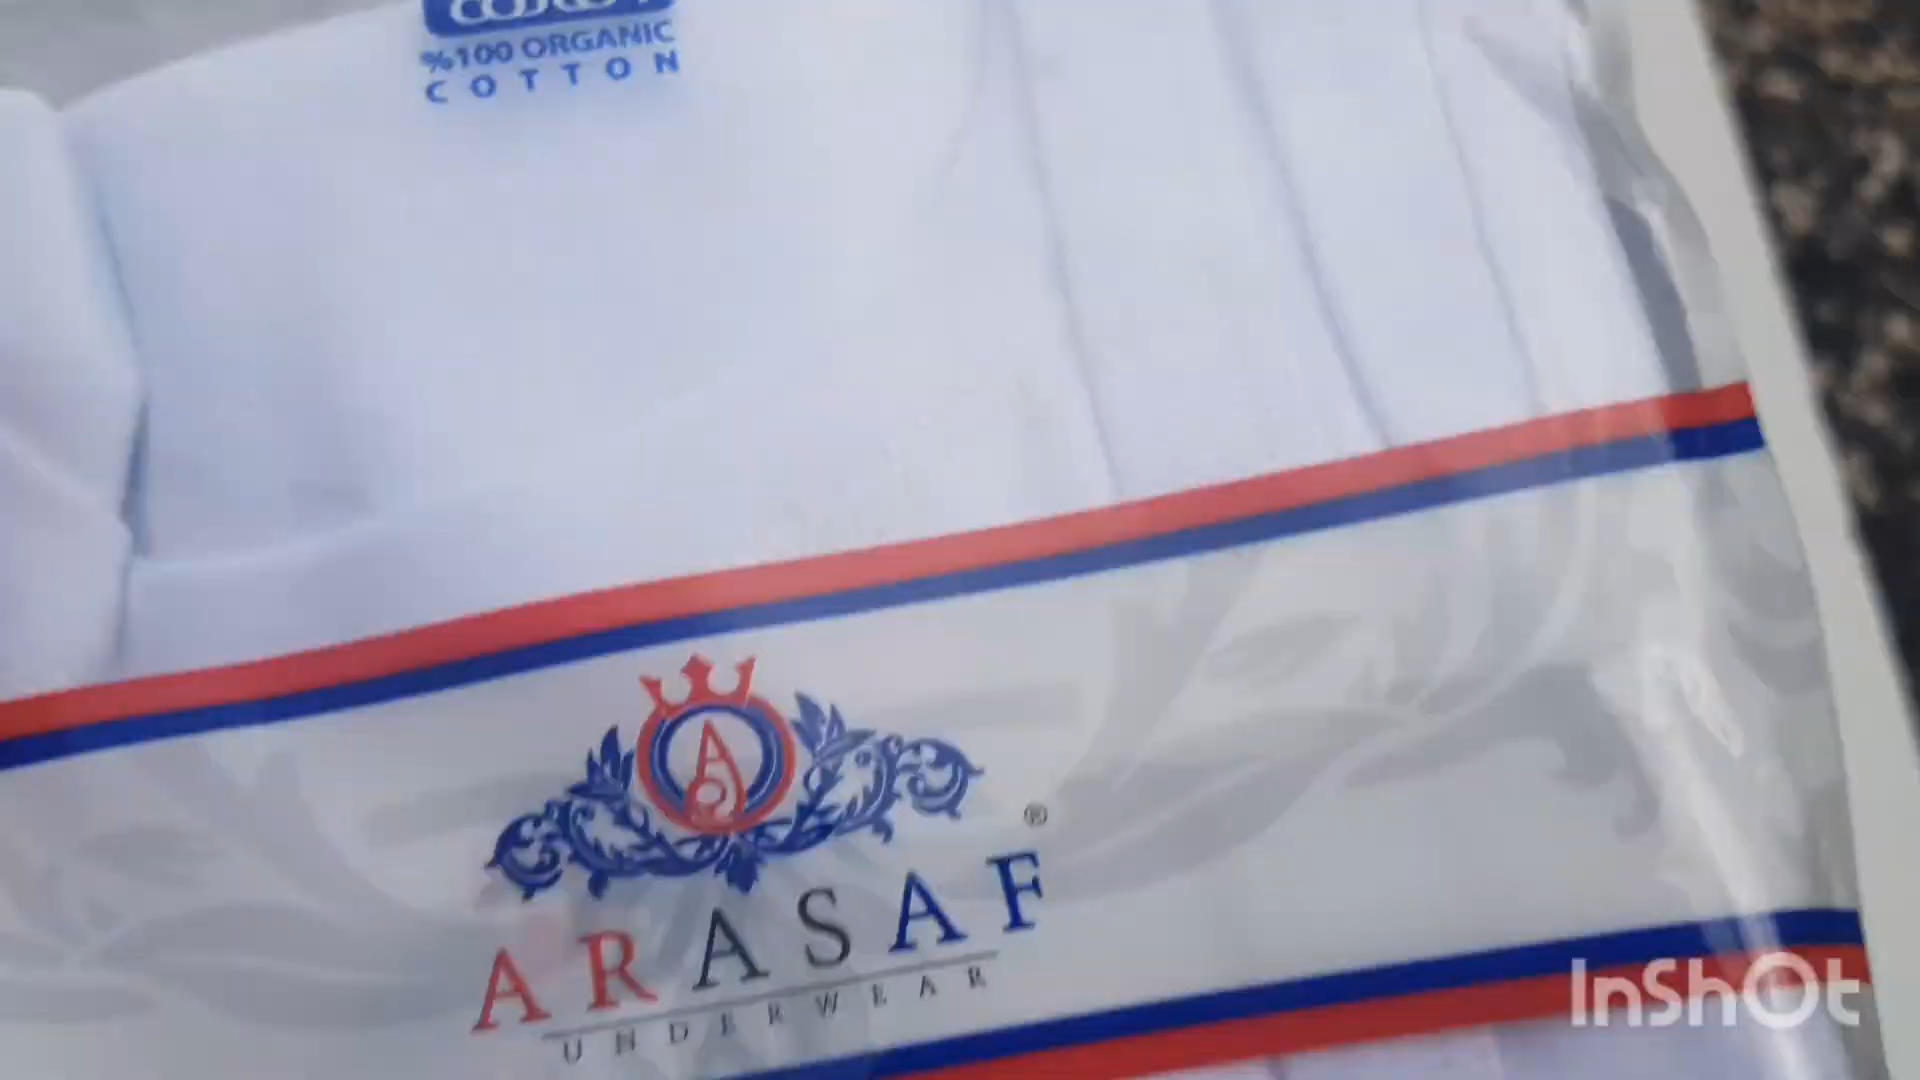 %100 ORGANIC
COTTON
®
ARASAF
UNDERWEAR
InShOt